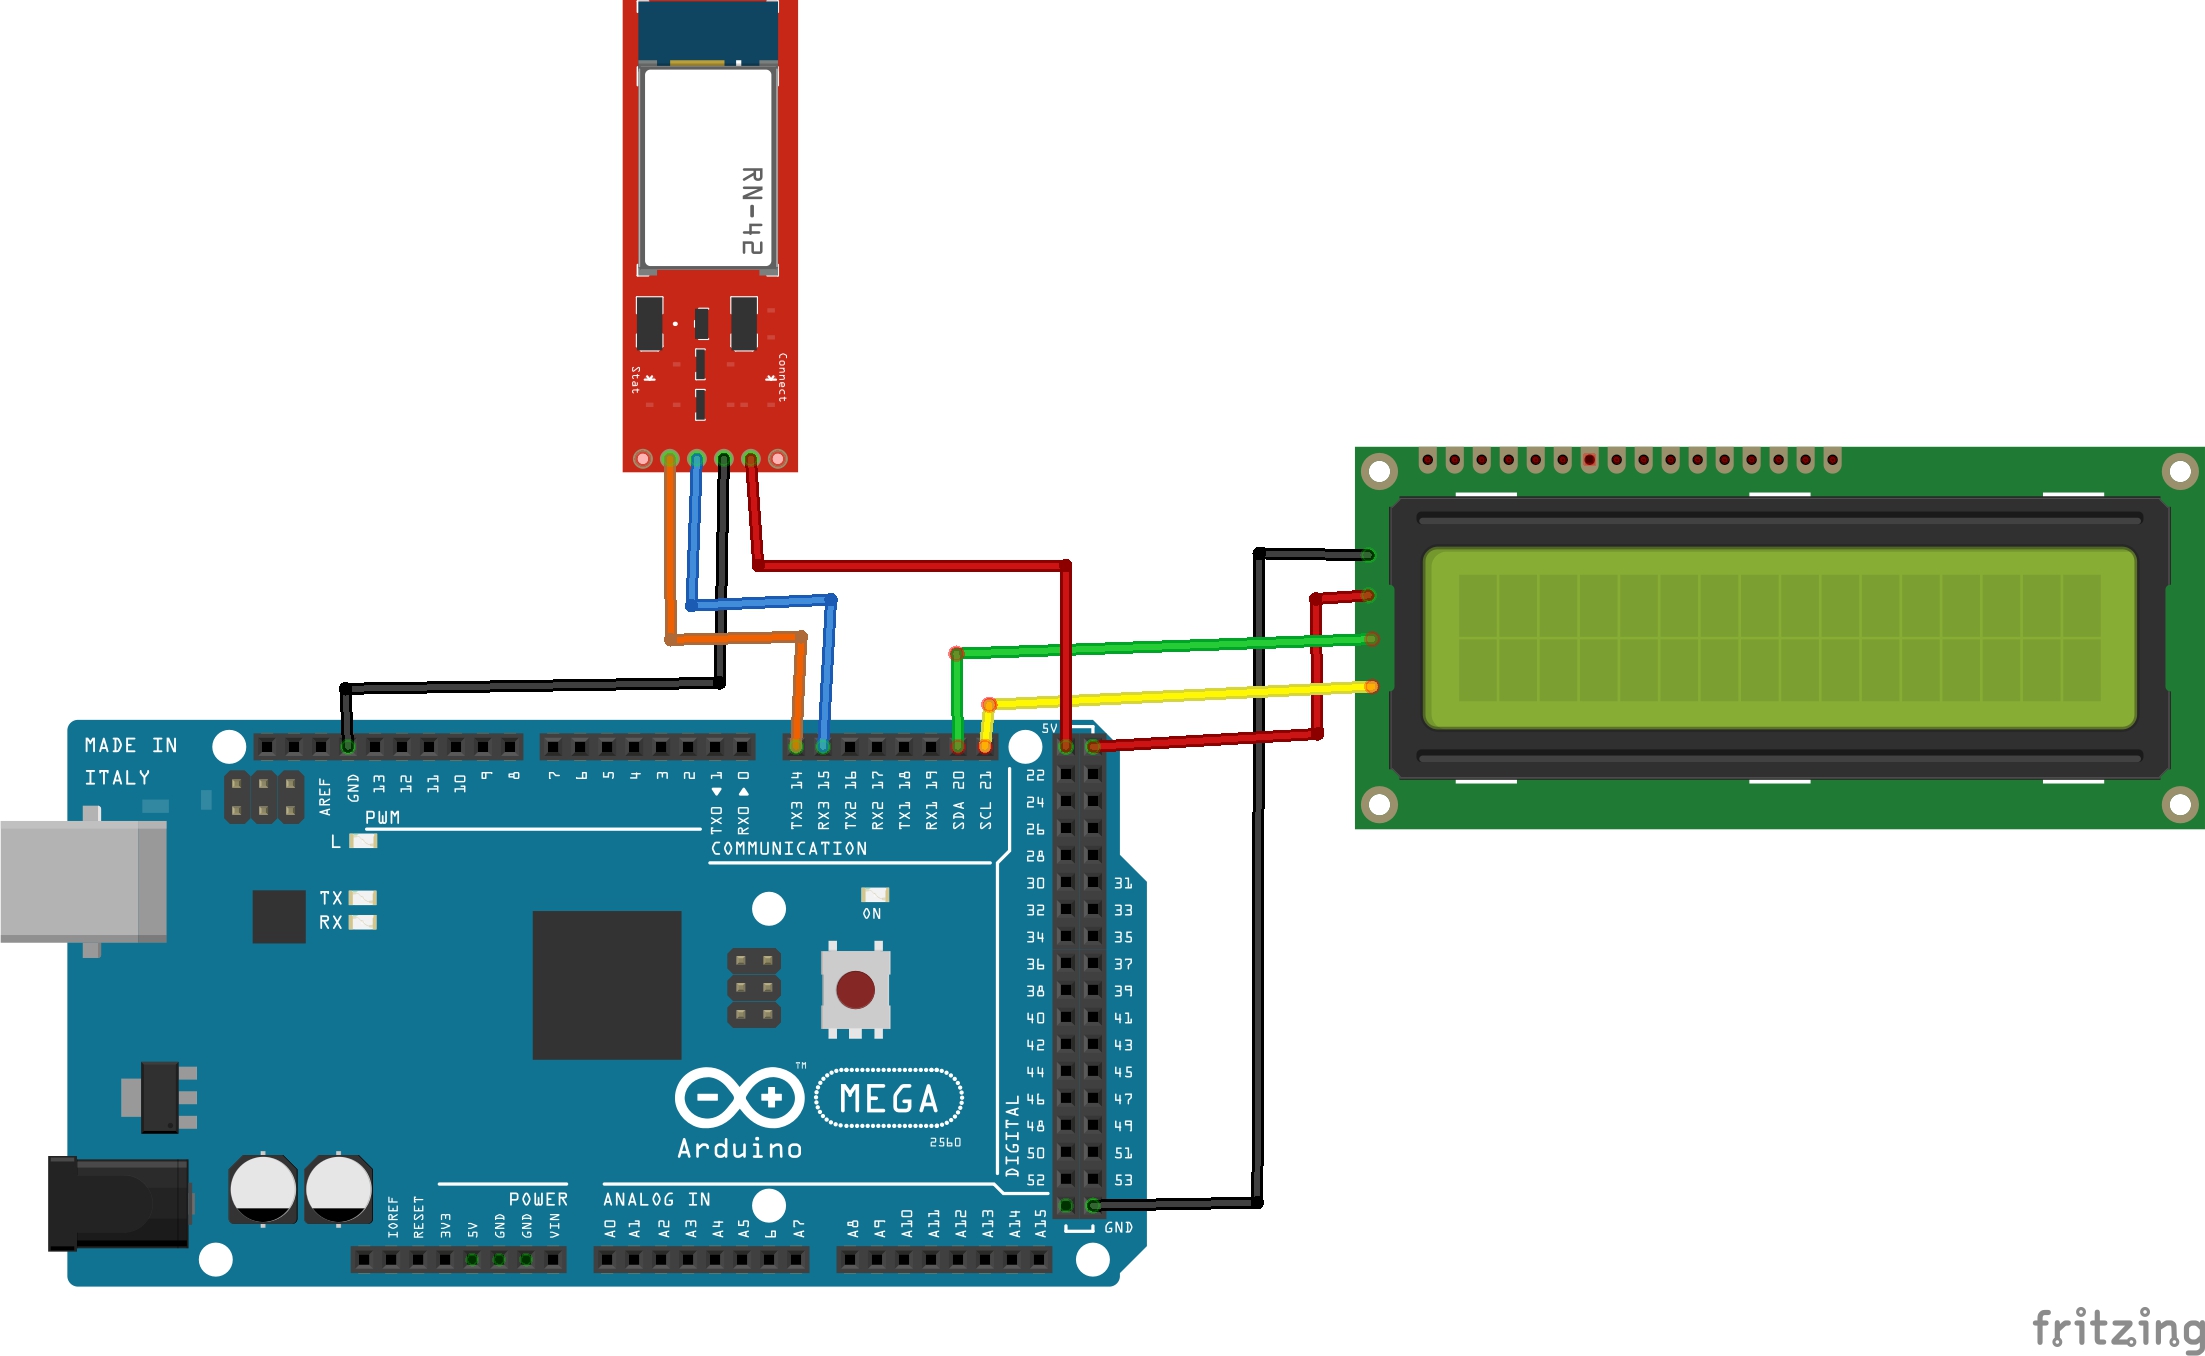 RN-42
Stat
Connect
MADE IN
ITALY
AREF
GND
13
12
11
10
9
8
7
6
5
4
3
2
TX0 1
RX0 0
TX3 14
RX3 15
TX2 16
RX2 17
TX1 18
RX1 19
SDA 20
SCL 21
5V
PWM
L
COMMUNICATION
TX
RX
ON
22
24
26
28
30 31
32 33
34 35
36 37
38 39
40 41
42 43
44 45
46 47
48 49
50 51
52 53
DIGITAL
GND
TM
MEGA
Arduino
2560
POWER
ANALOG IN
IOREF
RESET
3V3
5V
GND
GND
VIN
A0
A1
A2
A3
A4
A5
6
A7
A8
A9
A10
A11
A12
A13
A14
A15
fritzing